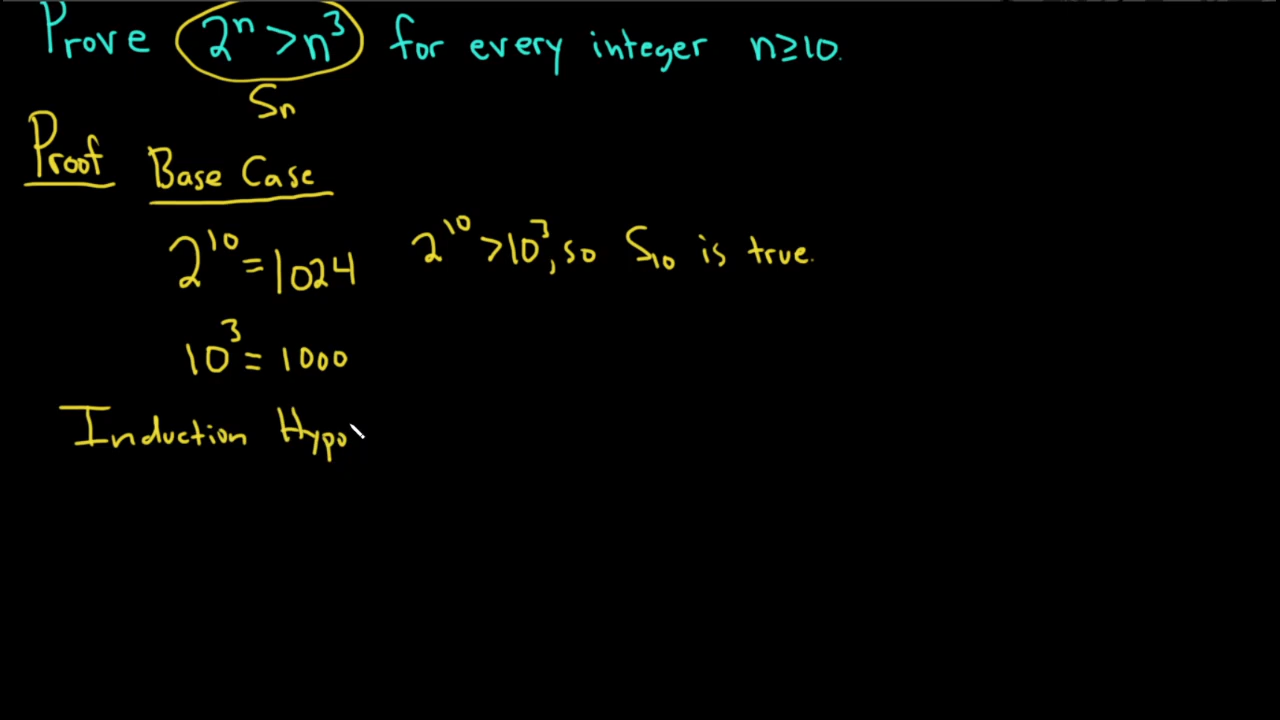 Prove 2ⁿ > n³ for every integer n ≥ 10.
Sn
Proof Base Case
2¹⁰ = 1024 2¹⁰ > 10³, so S₁₀ is true.
10³ = 1000
Induction Hypo